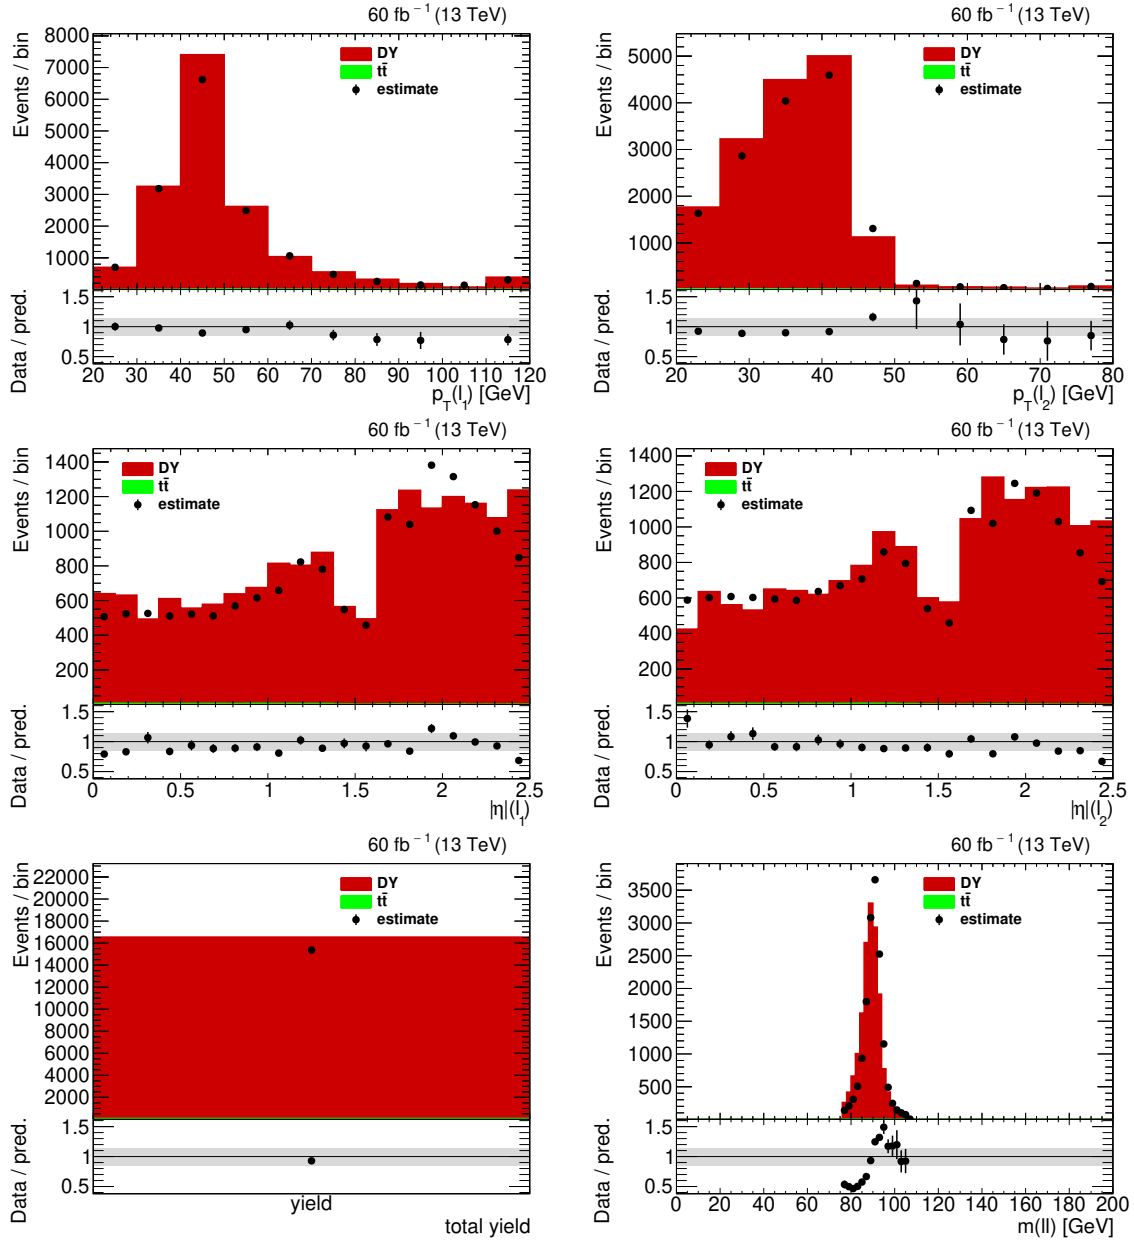 60 fb⁻¹ (13 TeV)
Events / bin
8000
7000
6000
5000
4000
3000
2000
1000
DY
tt̄
estimate
Data / pred.
1.5
1
0.5
20 30 40 50 60 70 80 90 100 110 120
p_T(l_1) [GeV]
60 fb⁻¹ (13 TeV)
Events / bin
5000
4000
3000
2000
1000
DY
tt̄
estimate
Data / pred.
1.5
1
0.5
20 30 40 50 60 70 80
p_T(l_2) [GeV]
60 fb⁻¹ (13 TeV)
Events / bin
1400
1200
1000
800
600
400
200
DY
tt̄
estimate
Data / pred.
1.5
1
0.5
0 0.5 1 1.5 2 2.5
|η|(l_1)
60 fb⁻¹ (13 TeV)
Events / bin
1400
1200
1000
800
600
400
200
DY
tt̄
estimate
Data / pred.
1.5
1
0.5
0 0.5 1 1.5 2 2.5
|η|(l_2)
60 fb⁻¹ (13 TeV)
Events / bin
22000
20000
18000
16000
14000
12000
10000
8000
6000
4000
2000
DY
tt̄
estimate
Data / pred.
1.5
1
0.5
yield
total yield
60 fb⁻¹ (13 TeV)
Events / bin
3500
3000
2500
2000
1500
1000
500
DY
tt̄
estimate
Data / pred.
1.5
1
0.5
0 20 40 60 80 100 120 140 160 180 200
m(ll) [GeV]